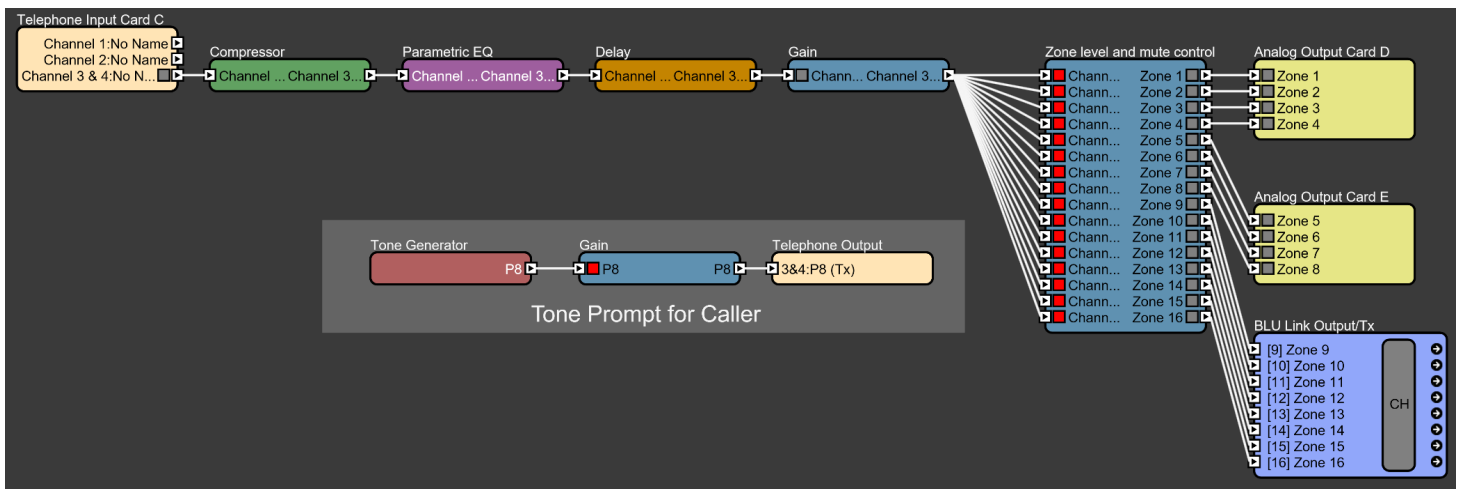 Telephone Input Card C
Channel 1:No Name
Channel 2:No Name
Channel 3 & 4:No N...
Compressor
Channel ... Channel 3...
Parametric EQ
Channel ... Channel 3...
Delay
Channel ... Channel 3...
Gain
Chann... Channel 3...
Zone level and mute control
Chann... Zone 1
Chann... Zone 2
Chann... Zone 3
Chann... Zone 4
Chann... Zone 5
Chann... Zone 6
Chann... Zone 7
Chann... Zone 8
Chann... Zone 9
Chann... Zone 10
Chann... Zone 11
Chann... Zone 12
Chann... Zone 13
Chann... Zone 14
Chann... Zone 15
Chann... Zone 16
Analog Output Card D
Zone 1
Zone 2
Zone 3
Zone 4
Analog Output Card E
Zone 5
Zone 6
Zone 7
Zone 8
BLU Link Output/Tx
[9] Zone 9
[10] Zone 10
[11] Zone 11
[12] Zone 12
[13] Zone 13
[14] Zone 14
[15] Zone 15
[16] Zone 16
CH
Tone Generator
P8
Gain
P8 P8
Telephone Output
3&4:P8 (Tx)
Tone Prompt for Caller